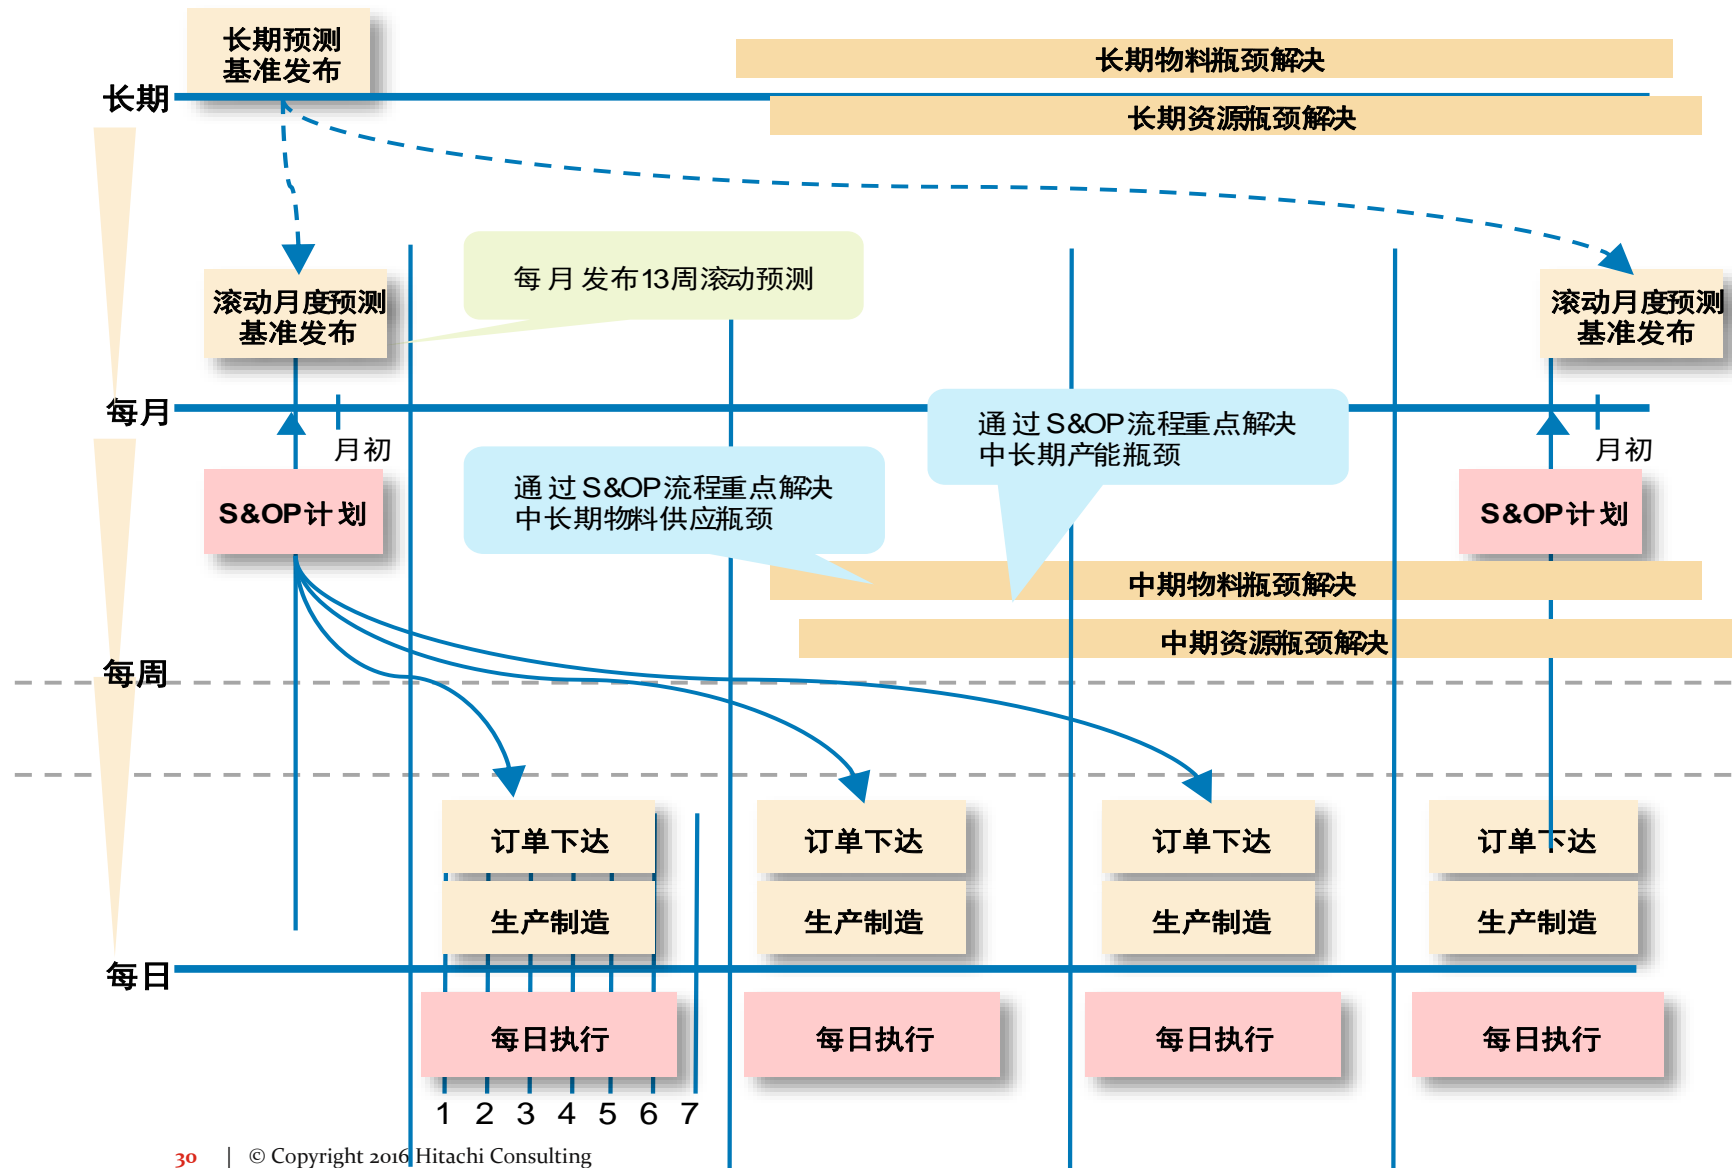 长期预测
基准发布
长期物料瓶颈解决
长期
长期资源瓶颈解决
每月发布13周滚动预测
滚动月度预测
基准发布
滚动月度预测
基准发布
每月
月初
月初
通过S&OP流程重点解决
中长期产能瓶颈
通过S&OP流程重点解决
中长期物料供应瓶颈
S&OP计划
S&OP计划
中期物料瓶颈解决
中期资源瓶颈解决
每周
订单下达
订单下达
订单下达
订单下达
生产制造
生产制造
生产制造
生产制造
每日
每日执行
每日执行
每日执行
每日执行
1 2 3 4 5 6 7
30 | © Copyright 2016 Hitachi Consulting